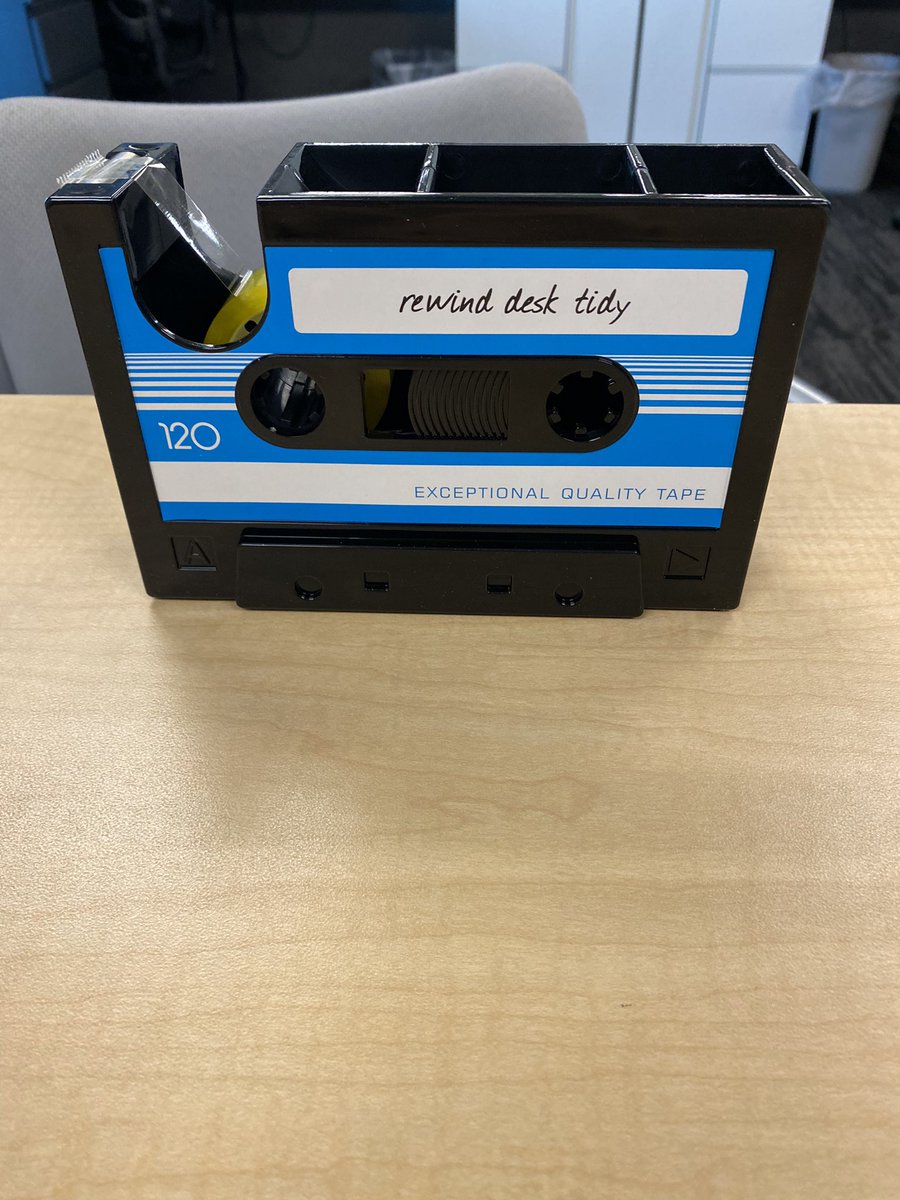 rewind desk tidy
120
EXCEPTIONAL QUALITY TAPE
A